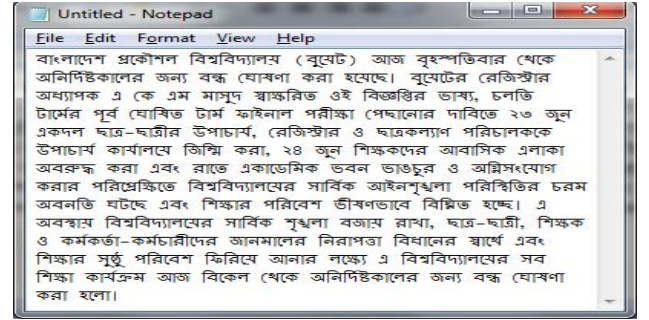 Untitled - Notepad
File Edit Format View Help
বাংলাদেশ প্রকৌশল বিশ্ববিদ্যালয় (বুয়েট) আজ বৃহস্পতিবার থেকে
অনির্দিষ্টকালের জন্য বন্ধ ঘোষণা করা হয়েছে। বুয়েটের রেজিস্ট্রার
অধ্যাপক এ কে এম মাসুদ স্বাক্ষরিত ওই বিজ্ঞপ্তির ভাষ্য, চলতি
টার্মের পূর্ব ঘোষিত টার্ম ফাইনাল পরীক্ষা পেছানোর দাবিতে ২৩ জুন
একদল ছাত্র-ছাত্রীর উপাচার্য, রেজিস্ট্রার ও ছাত্রকল্যাণ পরিচালককে
উপাচার্য কার্যালয়ে জিম্মি করা, ২৪ জুন শিক্ষকদের আবাসিক এলাকা
অবরুদ্ধ করা এবং রাতে একাডেমিক ভবন ভাঙচুর ও অগ্নিসংযোগ
করার পরিপ্রেক্ষিতে বিশ্ববিদ্যালয়ের সার্বিক আইনশৃঙ্খলা পরিস্থিতির চরম
অবনতি ঘটছে এবং শিক্ষার পরিবেশ ভীষণভাবে বিঘ্নিত হচ্ছে। এ
অবস্থায় বিশ্ববিদ্যালয়ের সার্বিক শৃঙ্খলা বজায় রাখা, ছাত্র-ছাত্রী, শিক্ষক
ও কর্মকর্তা-কর্মচারীদের জানমালের নিরাপত্তা বিধানের স্বার্থে এবং
শিক্ষার সুষ্ঠু পরিবেশ ফিরিয়ে আনার লক্ষ্যে এ বিশ্ববিদ্যালয়ের সব
শিক্ষা কার্যক্রম আজ বিকেল থেকে অনির্দিষ্টকালের জন্য বন্ধ ঘোষণা
করা হলো।